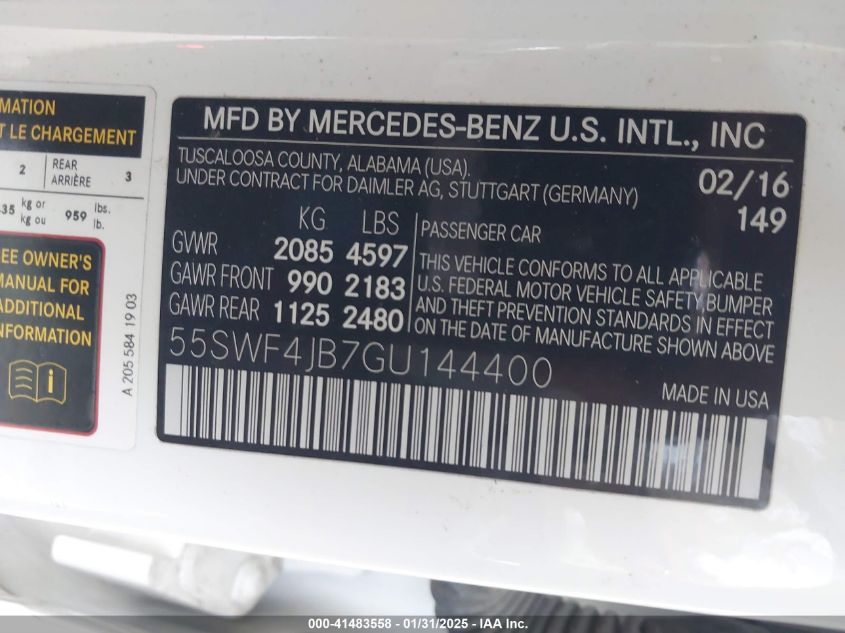 MATION
T LE CHARGEMENT
2 REAR ARRIÈRE 3
435 kg or kg ou 959 lbs. lb.
EE OWNER'S
MANUAL FOR
ADDITIONAL
INFORMATION
A 205 584 19 03
MFD BY MERCEDES-BENZ U.S. INTL., INC
TUSCALOOSA COUNTY, ALABAMA (USA).
UNDER CONTRACT FOR DAIMLER AG, STUTTGART (GERMANY)
02/16
149
KG LBS
GVWR 2085 4597
GAWR FRONT 990 2183
GAWR REAR 1125 2480
PASSENGER CAR
THIS VEHICLE CONFORMS TO ALL APPLICABLE
U.S. FEDERAL MOTOR VEHICLE SAFETY,BUMPER
AND THEFT PREVENTION STANDARDS IN EFFECT
ON THE DATE OF MANUFACTURE SHOWN ABOVE
55SWF4JB7GU144400
MADE IN USA
000-41483558 - 01/31/2025 - IAA Inc.